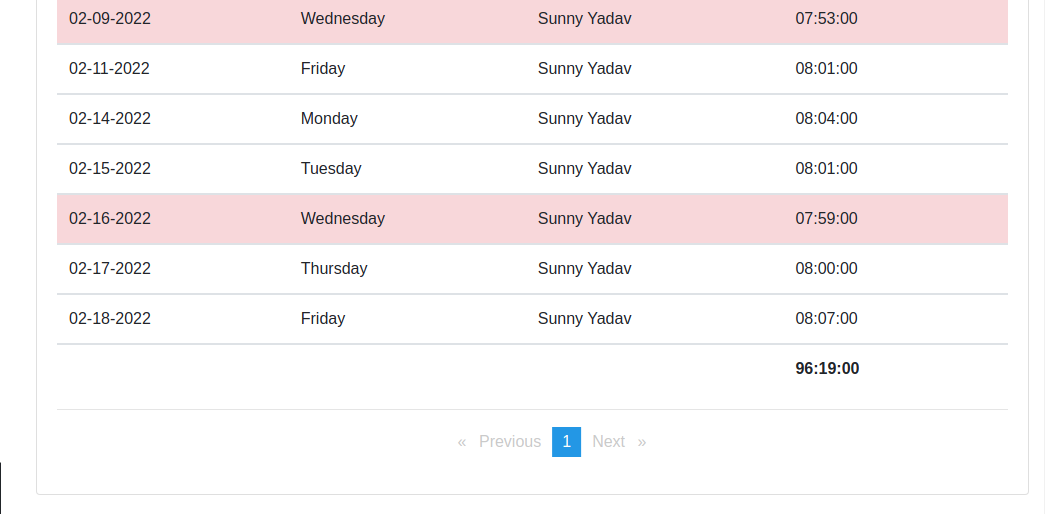 02-09-2022 Wednesday Sunny Yadav 07:53:00
02-11-2022 Friday Sunny Yadav 08:01:00
02-14-2022 Monday Sunny Yadav 08:04:00
02-15-2022 Tuesday Sunny Yadav 08:01:00
02-16-2022 Wednesday Sunny Yadav 07:59:00
02-17-2022 Thursday Sunny Yadav 08:00:00
02-18-2022 Friday Sunny Yadav 08:07:00
96:19:00
« Previous 1 Next »